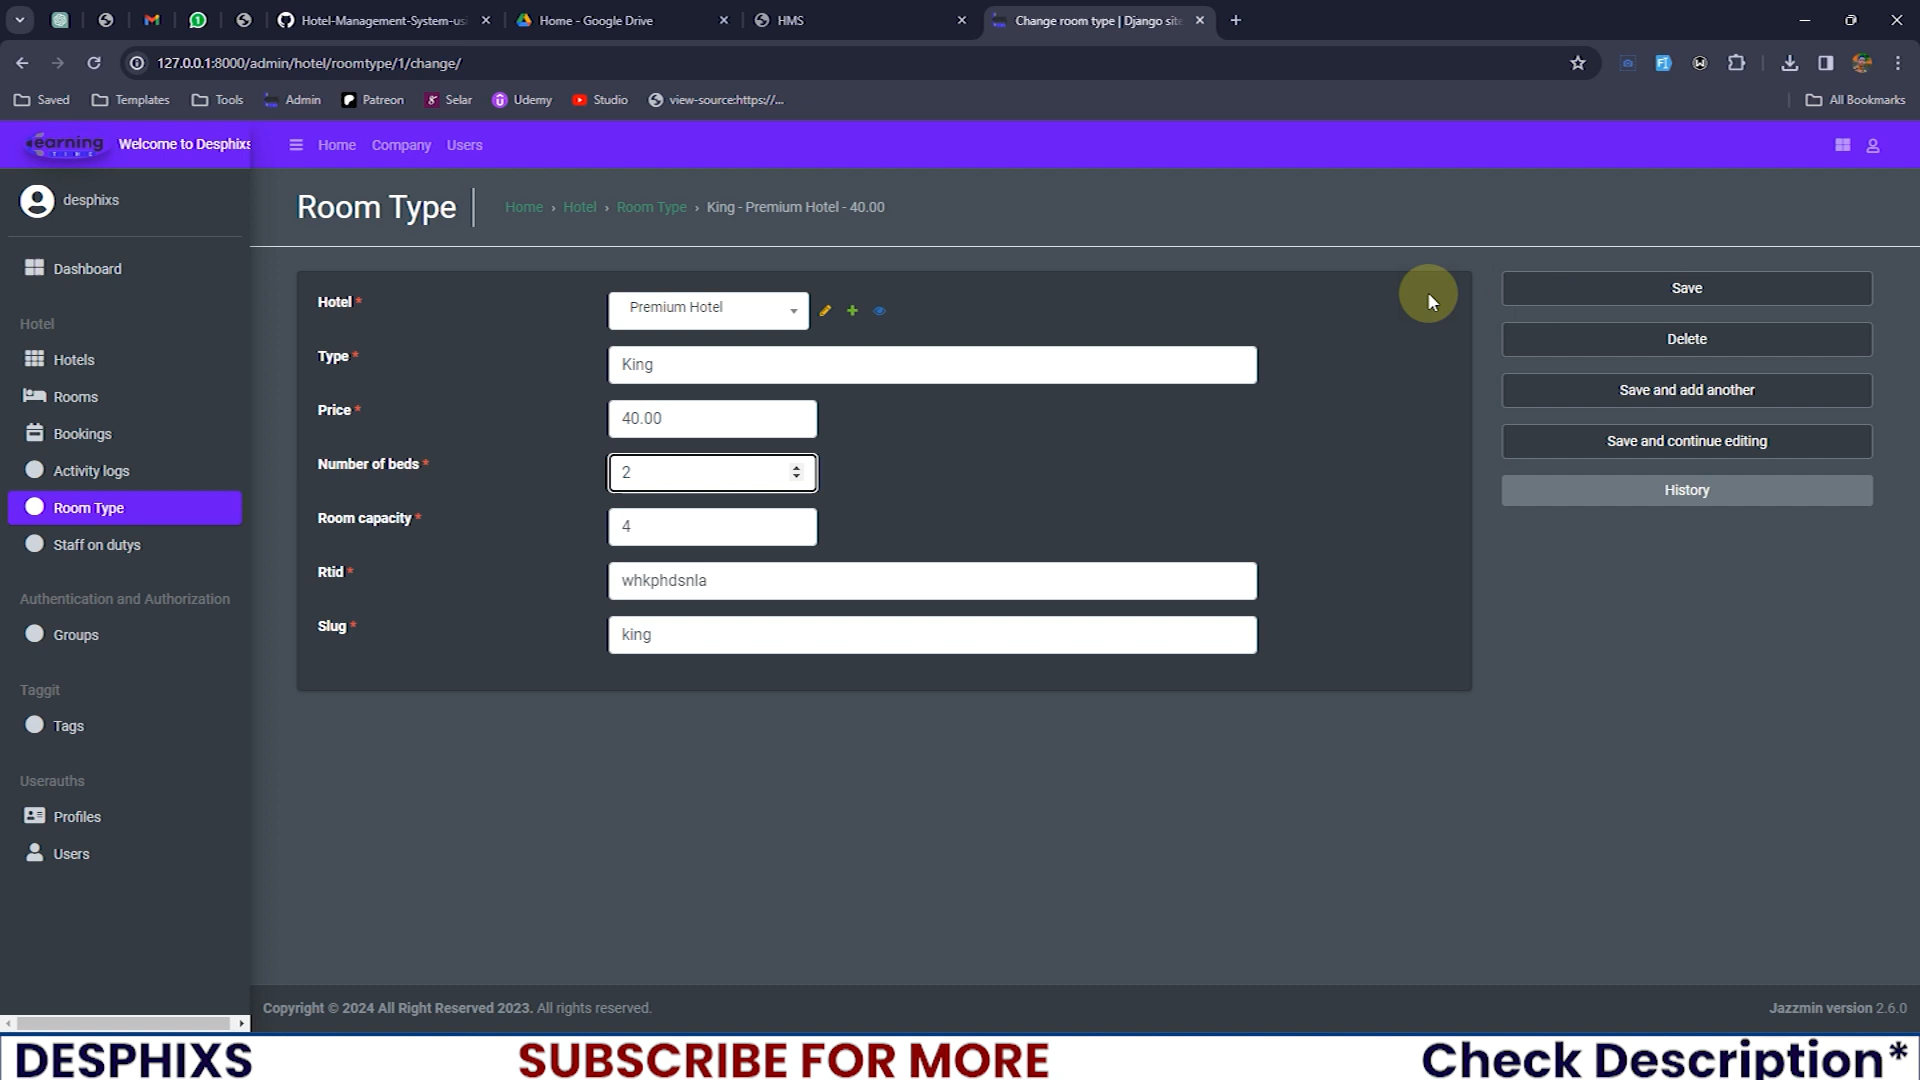 Hotel-Management-System-usi
Home - Google Drive
HMS
Change room type | Django site
127.0.0.1:8000/admin/hotel/roomtype/1/change/
Saved
Templates
Tools
Admin
Patreon
Selar
Udemy
Studio
view-source:https://...
All Bookmarks
earning
TIME
Welcome to Desphixs
Home
Company
Users
desphixs
Room Type
Home › Hotel › Room Type › King - Premium Hotel - 40.00
Dashboard
Hotel
Hotels
Rooms
Bookings
Activity logs
Room Type
Staff on dutys
Authentication and Authorization
Groups
Taggit
Tags
Userauths
Profiles
Users
Hotel*
Premium Hotel
Type*
King
Price*
40.00
Number of beds*
2
Room capacity*
4
Rtid*
whkphdsnla
Slug*
king
Save
Delete
Save and add another
Save and continue editing
History
Copyright © 2024 All Right Reserved 2023. All rights reserved.
Jazzmin version 2.6.0
DESPHIXS
SUBSCRIBE FOR MORE
Check Description*